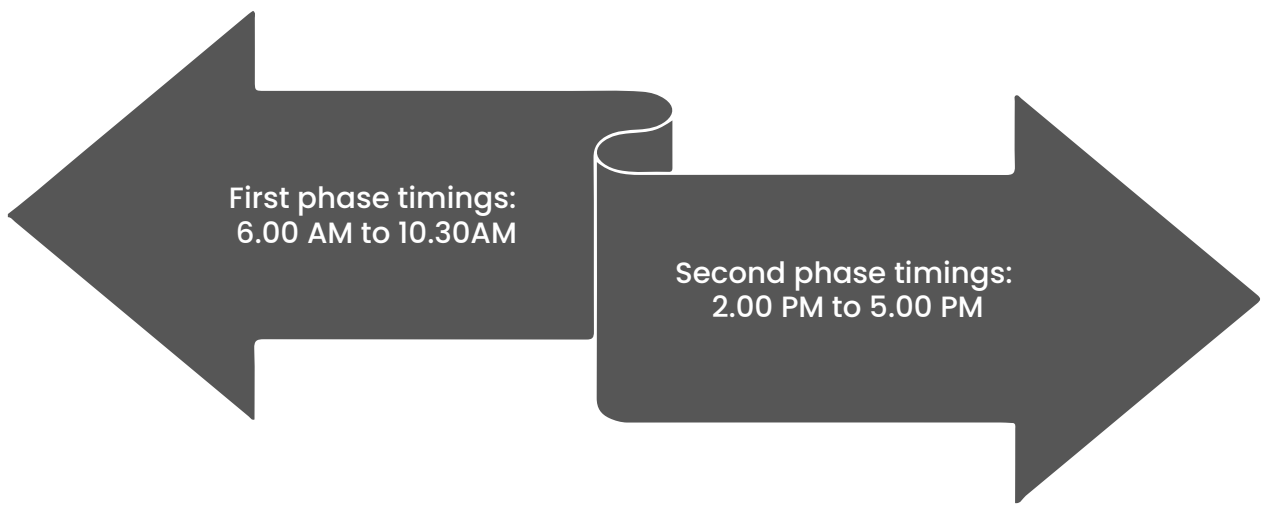 First phase timings:
6.00 AM to 10.30AM
Second phase timings:
2.00 PM to 5.00 PM